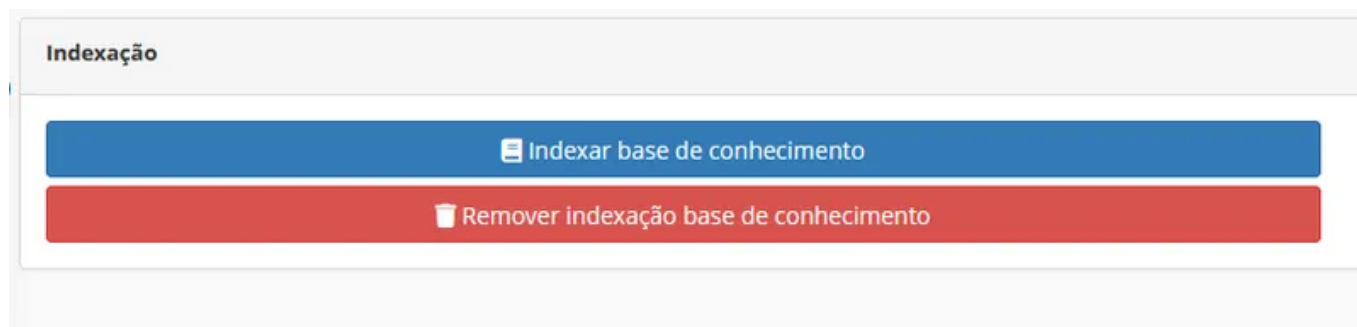 Indexação
Indexar base de conhecimento
Remover indexação base de conhecimento